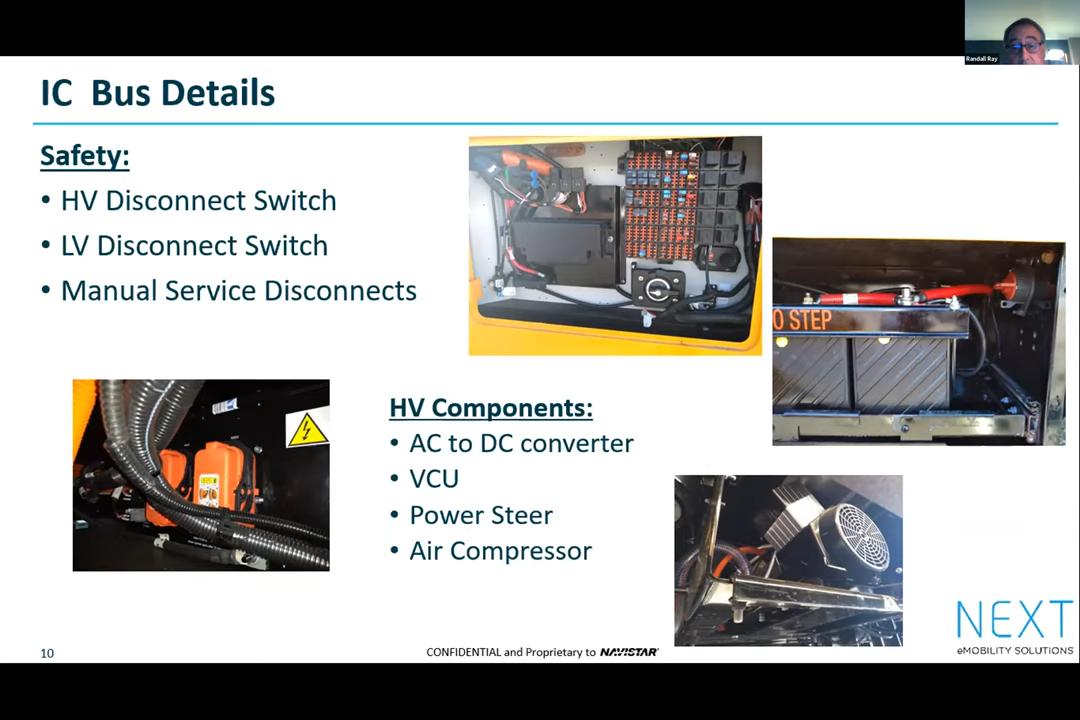 Randall Ray
IC Bus Details
Safety:
• HV Disconnect Switch
• LV Disconnect Switch
• Manual Service Disconnects
O STEP
HV Components:
• AC to DC converter
• VCU
• Power Steer
• Air Compressor
NEXT
eMOBILITY SOLUTIONS
10
CONFIDENTIAL and Proprietary to NAVISTAR